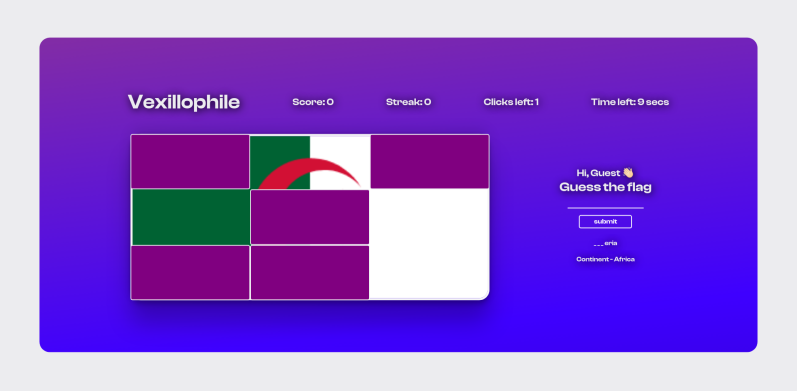 Vexillophile
Score: 0
Streak: 0
Clicks left: 1
Time left: 9 secs
Hi, Guest 👋🏼
Guess the flag
submit
_ _ _ eria
Continent - Africa